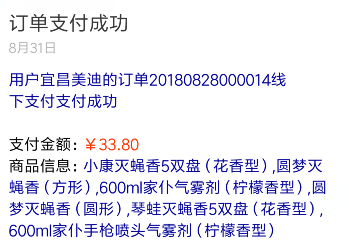 订单支付成功
8月31日
用户宜昌美迪的订单20180828000014线
下支付支付成功
支付金额：￥33.80
商品信息：小康灭蝇香5双盘（花香型）,圆梦灭
蝇香（方形）,600ml家仆气雾剂（柠檬香型）,圆
梦灭蝇香（圆形）,琴蛙灭蝇香5双盘（花香型）,
600ml家仆手枪喷头气雾剂（柠檬香型）